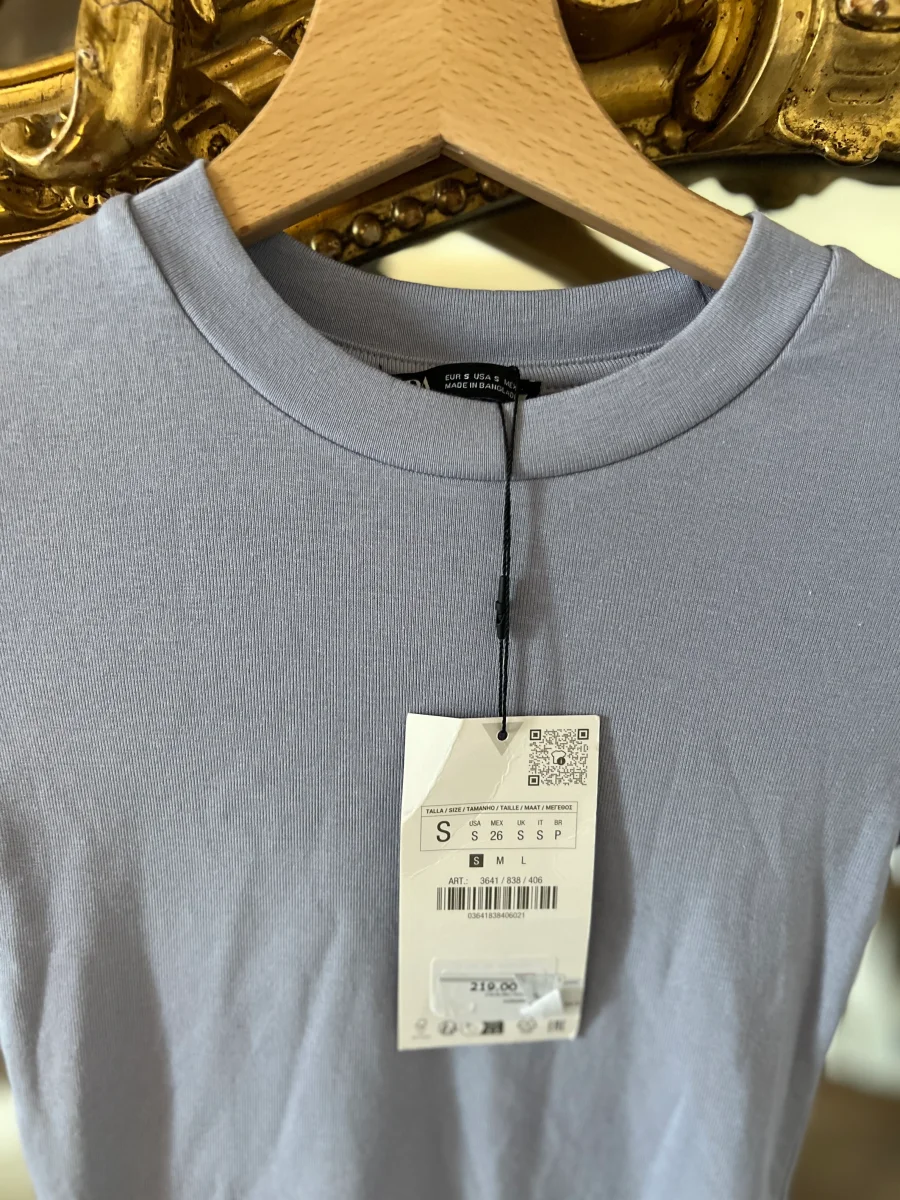 EUR S USA S MEX
MADE IN BANGLAD
TALLA / SIZE / TAMANHO / TAILLE / MAAT / ΜΕΓΕΘΟΣ
S
USA MEX UK IT BR
S 26 S S P
S M L
ART.: 3641 / 838 / 406
03641838406021
219.00